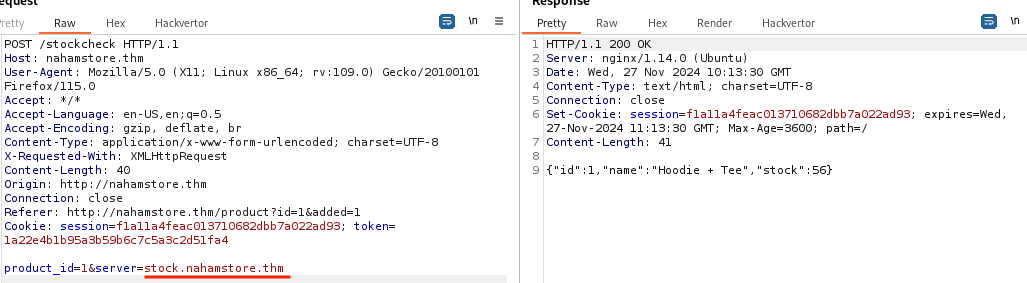 equest
Response
Pretty Raw Hex Hackvertor \n
Pretty Raw Hex Render Hackvertor \n
POST /stockcheck HTTP/1.1
Host: nahamstore.thm
User-Agent: Mozilla/5.0 (X11; Linux x86_64; rv:109.0) Gecko/20100101
Firefox/115.0
Accept: */*
Accept-Language: en-US,en;q=0.5
Accept-Encoding: gzip, deflate, br
Content-Type: application/x-www-form-urlencoded; charset=UTF-8
X-Requested-With: XMLHttpRequest
Content-Length: 40
Origin: http://nahamstore.thm
Connection: close
Referer: http://nahamstore.thm/product?id=1&added=1
Cookie: session=f1a11a4feac013710682dbb7a022ad93; token=
1a22e4b1b95a3b59b6c7c5a3c2d51fa4
product_id=1&server=stock.nahamstore.thm
1 HTTP/1.1 200 OK
2 Server: nginx/1.14.0 (Ubuntu)
3 Date: Wed, 27 Nov 2024 10:13:30 GMT
4 Content-Type: text/html; charset=UTF-8
5 Connection: close
6 Set-Cookie: session=f1a11a4feac013710682dbb7a022ad93; expires=Wed,
27-Nov-2024 11:13:30 GMT; Max-Age=3600; path=/
7 Content-Length: 41
8
9 {"id":1,"name":"Hoodie + Tee","stock":56}